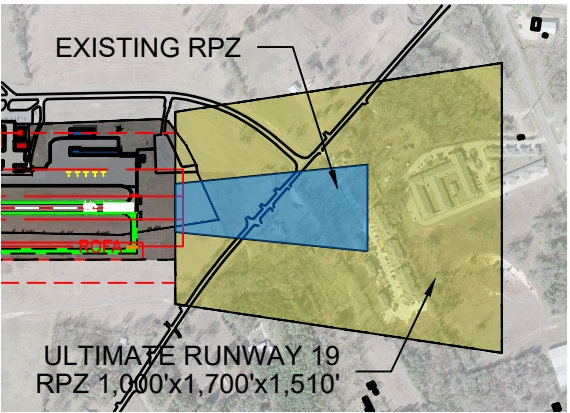 EXISTING RPZ
ROFA
ULTIMATE RUNWAY 19
RPZ 1,000'x1,700'x1,510'